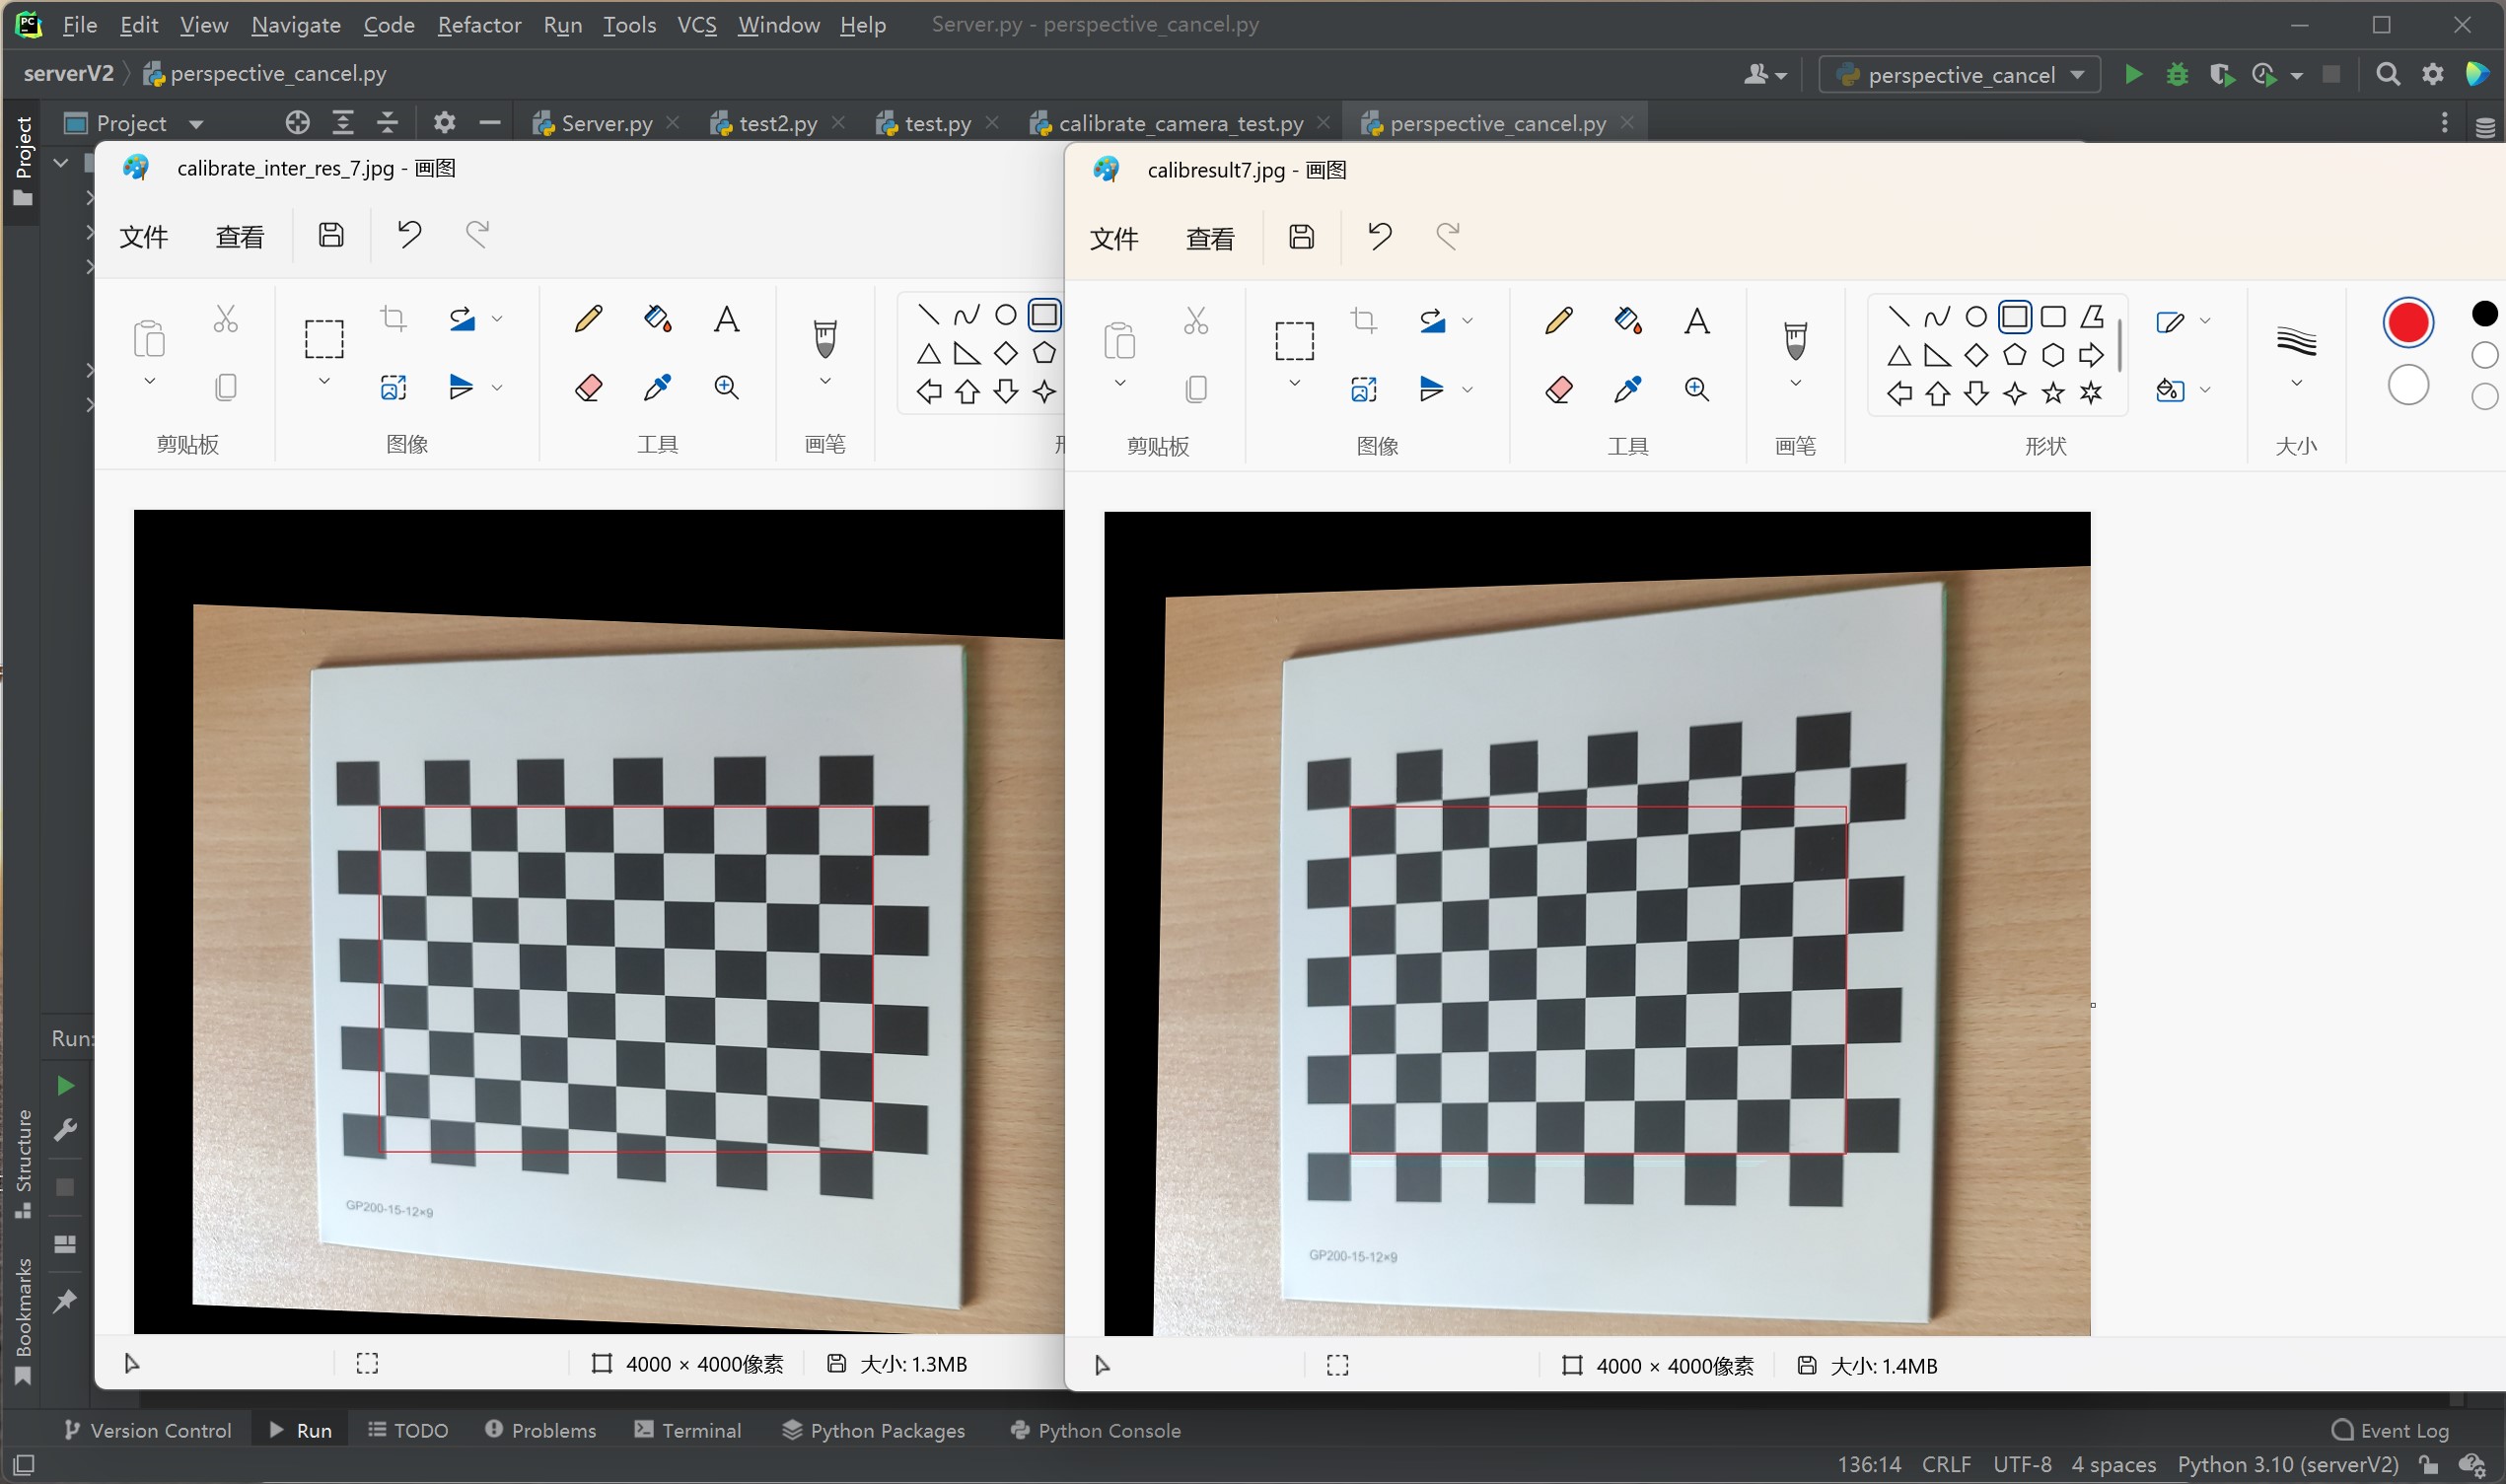 File Edit View Navigate Code Refactor Run Tools VCS Window Help Server.py - perspective_cancel.py
serverV2 perspective_cancel.py perspective_cancel
Project Server.py test2.py test.py calibrate_camera_test.py perspective_cancel.py
Project
calibrate_inter_res_7.jpg - 画图
文件 查看
剪贴板 图像 工具 画笔
GP200-15-12×9
4000 × 4000像素 大小: 1.3MB
calibresult7.jpg - 画图
文件 查看
剪贴板 图像 工具 画笔 形状 大小
GP200-15-12×9
4000 × 4000像素 大小: 1.4MB
Run:
Structure
Bookmarks
Version Control Run TODO Problems Terminal Python Packages Python Console Event Log
136:14 CRLF UTF-8 4 spaces Python 3.10 (serverV2)